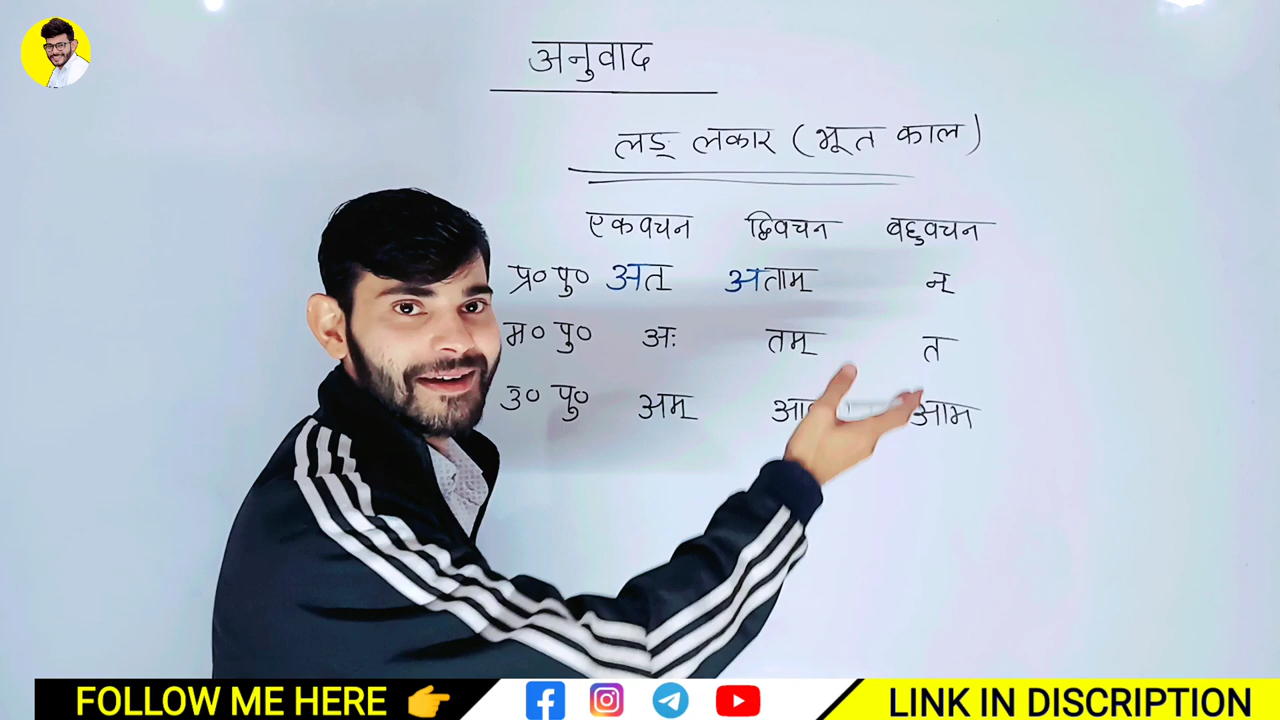 अनुवाद
लङ् लकार (भूत काल)
एकवचन द्विवचन बहुवचन
प्र० पु० अत् अताम् न्
म० पु० अः तम् त
उ० पु० अम् आम
FOLLOW ME HERE LINK IN DISCRIPTION